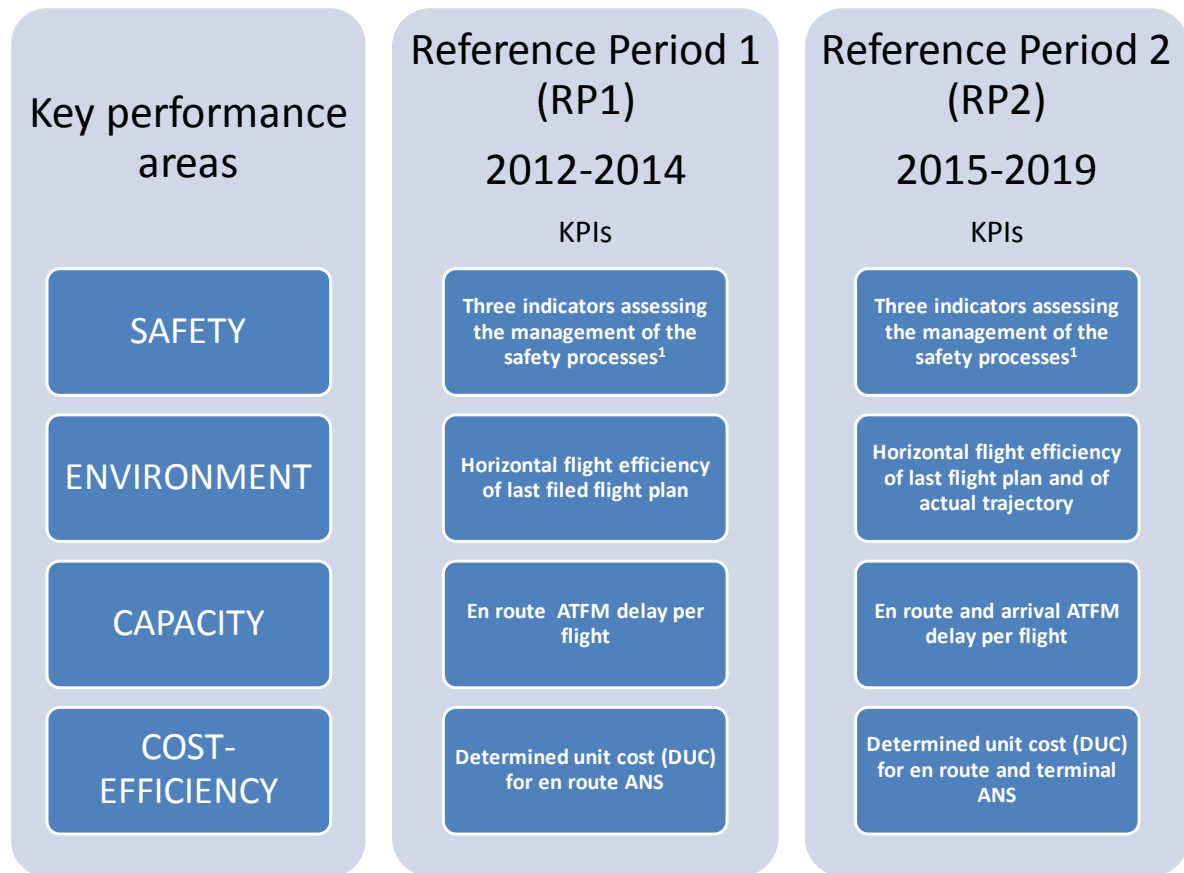 Key performance
areas
SAFETY
ENVIRONMENT
CAPACITY
COST-
EFFICIENCY
Reference Period 1
(RP1)
2012-2014
KPIs
Three indicators assessing
the management of the
safety processes¹
Horizontal flight efficiency
of last filed flight plan
En route ATFM delay per
flight
Determined unit cost (DUC)
for en route ANS
Reference Period 2
(RP2)
2015-2019
KPIs
Three indicators assessing
the management of the
safety processes¹
Horizontal flight efficiency
of last flight plan and of
actual trajectory
En route and arrival ATFM
delay per flight
Determined unit cost (DUC)
for en route and terminal
ANS